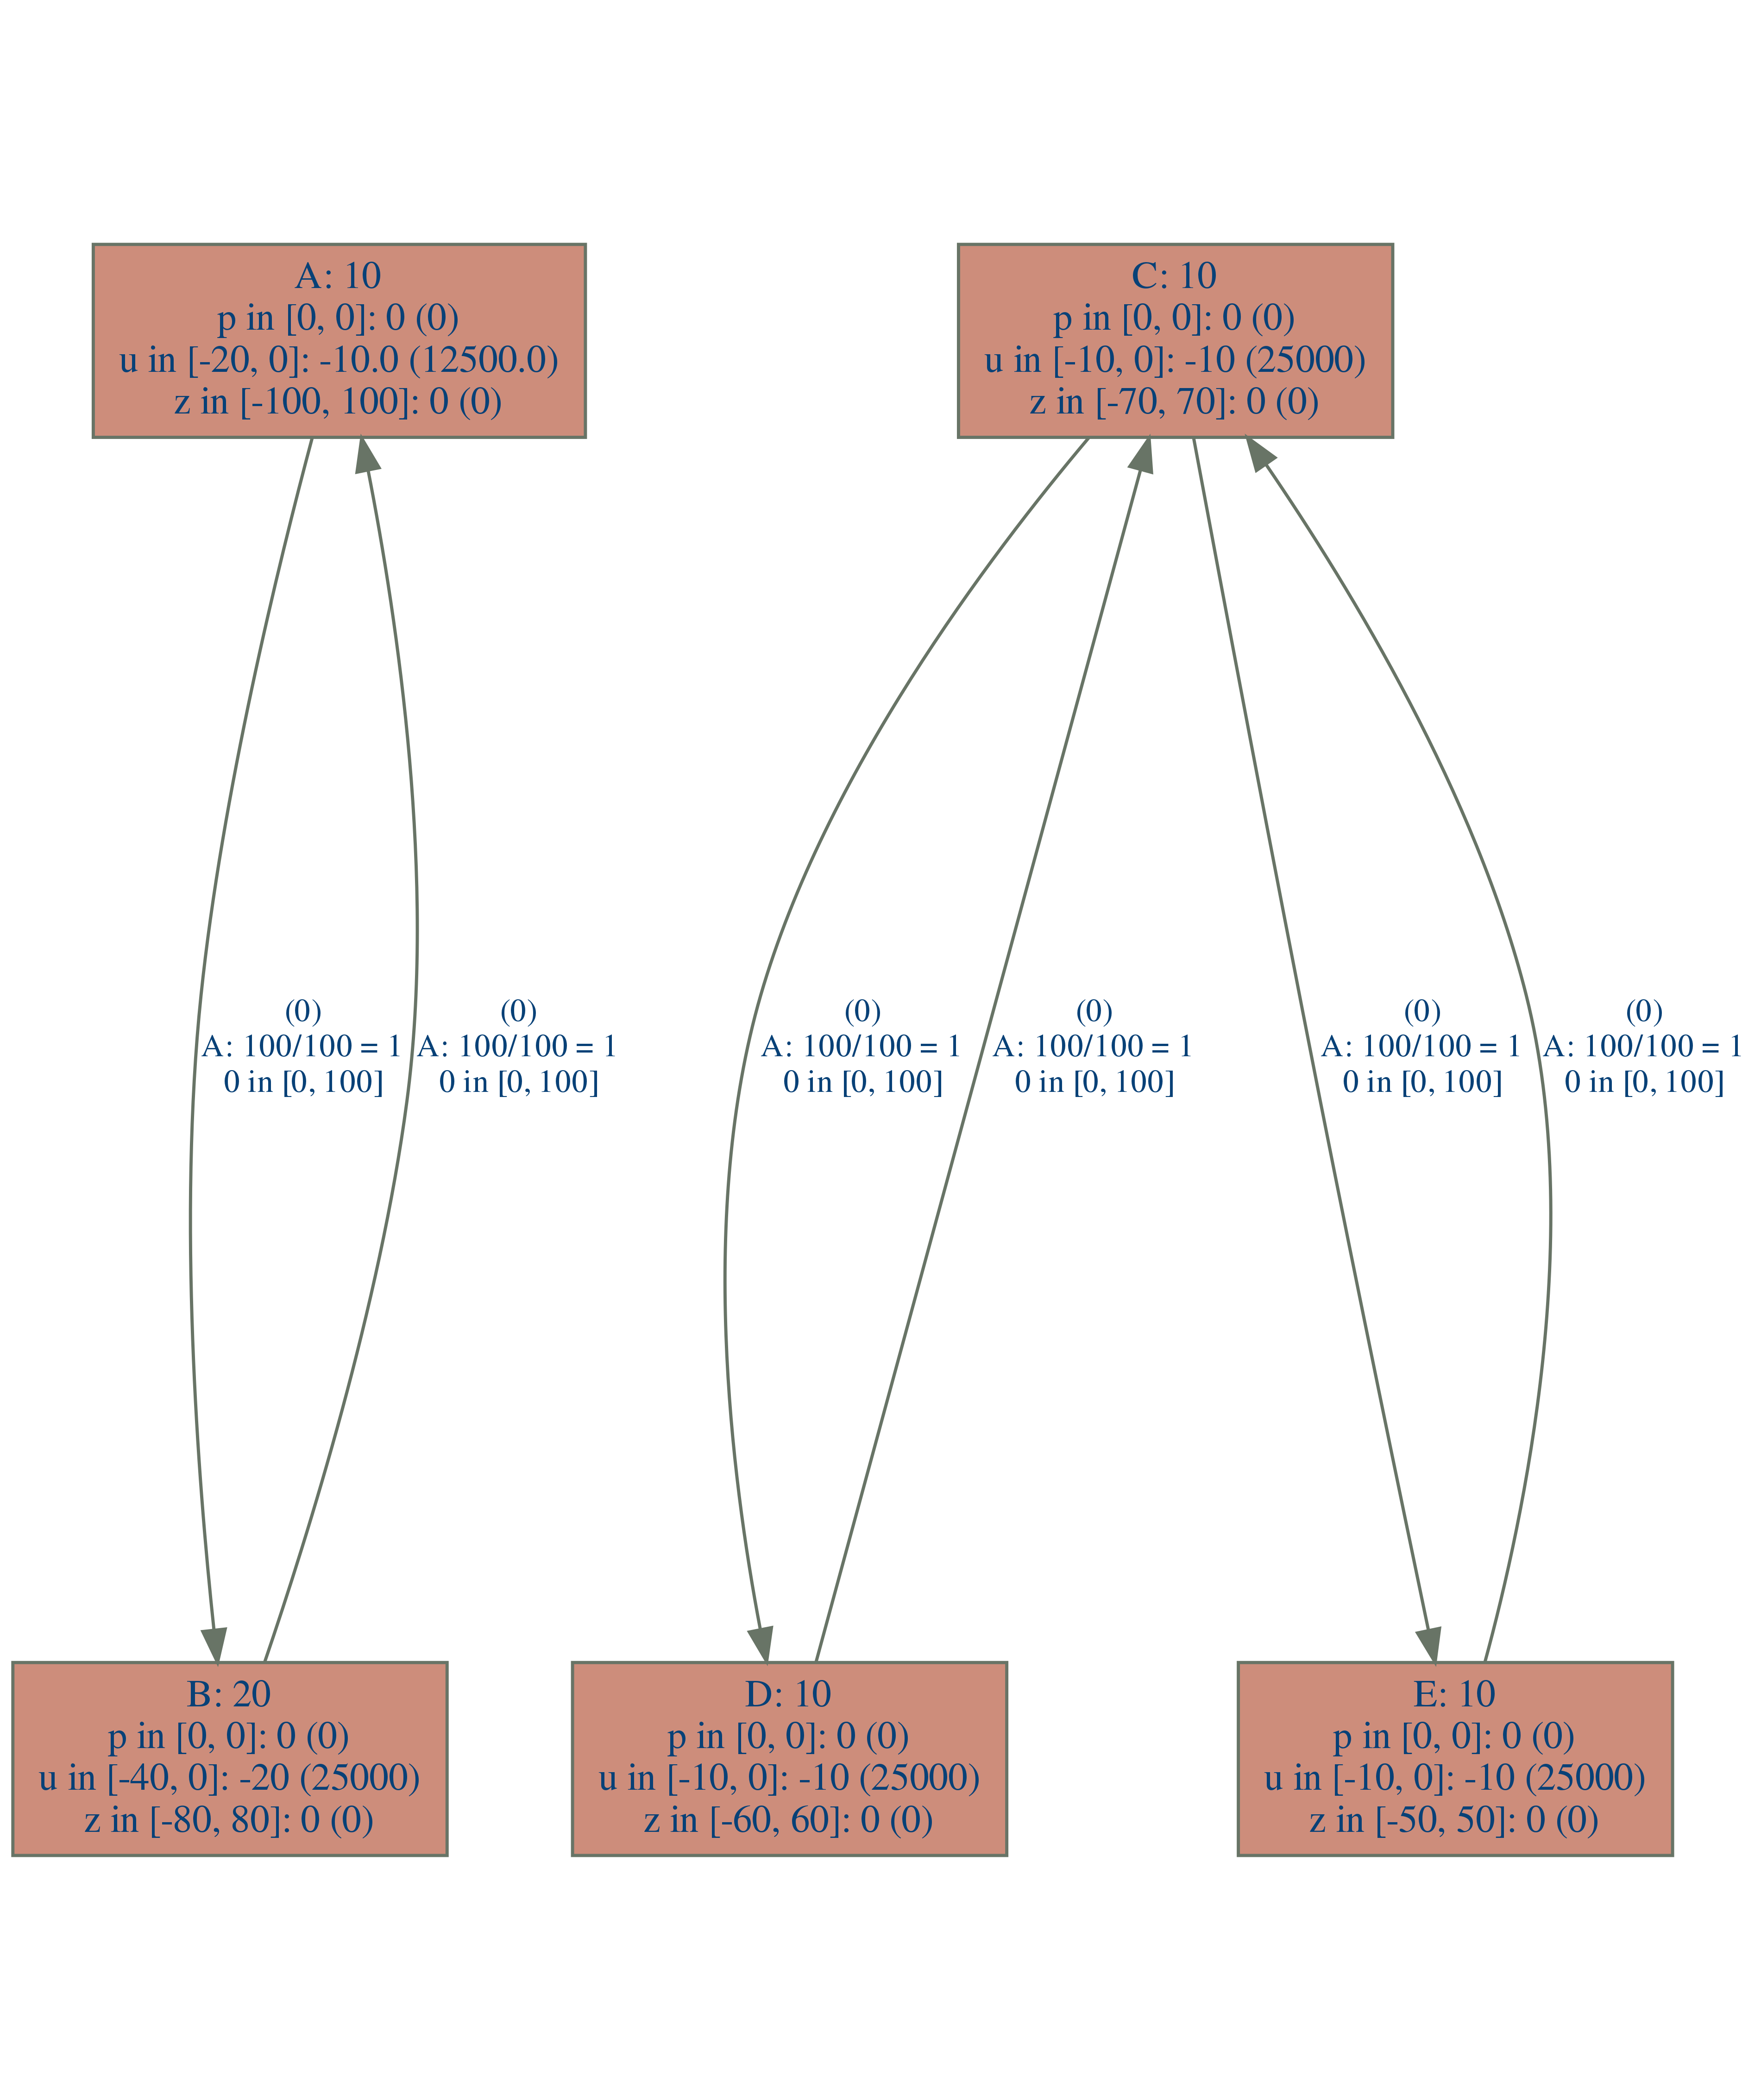 A: 10
p in [0, 0]: 0 (0)
u in [-20, 0]: -10.0 (12500.0)
z in [-100, 100]: 0 (0)
C: 10
p in [0, 0]: 0 (0)
u in [-10, 0]: -10 (25000)
z in [-70, 70]: 0 (0)
(0)
A: 100/100 = 1
0 in [0, 100]
(0)
A: 100/100 = 1
0 in [0, 100]
(0)
A: 100/100 = 1
0 in [0, 100]
(0)
A: 100/100 = 1
0 in [0, 100]
(0)
A: 100/100 = 1
0 in [0, 100]
(0)
A: 100/100 = 1
0 in [0, 100]
B: 20
p in [0, 0]: 0 (0)
u in [-40, 0]: -20 (25000)
z in [-80, 80]: 0 (0)
D: 10
p in [0, 0]: 0 (0)
u in [-10, 0]: -10 (25000)
z in [-60, 60]: 0 (0)
E: 10
p in [0, 0]: 0 (0)
u in [-10, 0]: -10 (25000)
z in [-50, 50]: 0 (0)